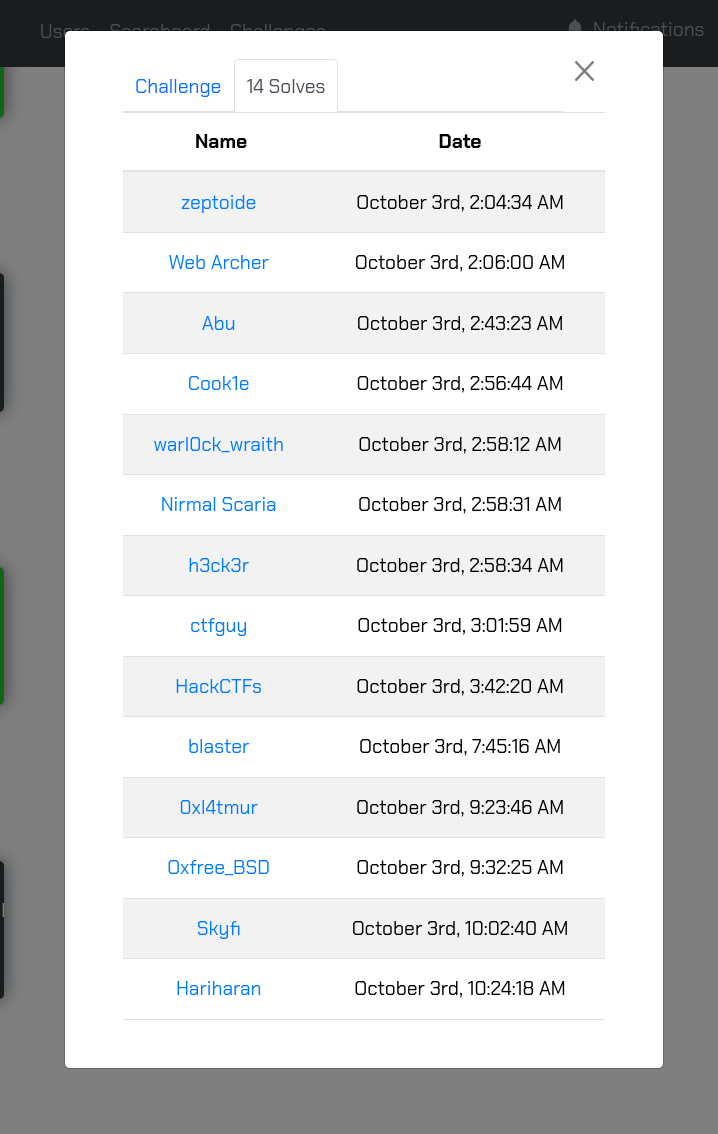 Users Scoreboard Challenges Notifications
Challenge 14 Solves
Name Date
zeptoide October 3rd, 2:04:34 AM
Web Archer October 3rd, 2:06:00 AM
Abu October 3rd, 2:43:23 AM
Cook1e October 3rd, 2:56:44 AM
warl0ck_wraith October 3rd, 2:58:12 AM
Nirmal Scaria October 3rd, 2:58:31 AM
h3ck3r October 3rd, 2:58:34 AM
ctfguy October 3rd, 3:01:59 AM
HackCTFs October 3rd, 3:42:20 AM
blaster October 3rd, 7:45:16 AM
0xl4tmur October 3rd, 9:23:46 AM
0xfree_BSD October 3rd, 9:32:25 AM
Skyfi October 3rd, 10:02:40 AM
Hariharan October 3rd, 10:24:18 AM